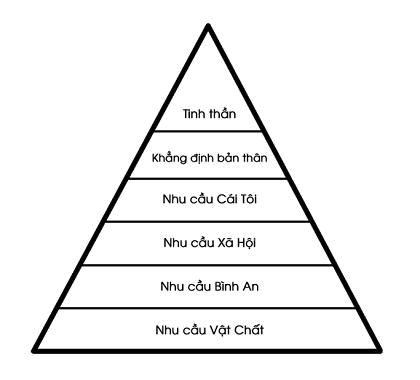 Tinh thần
Khẳng định bản thân
Nhu cầu Cái Tôi
Nhu cầu Xã Hội
Nhu cầu Bình An
Nhu cầu Vật Chất